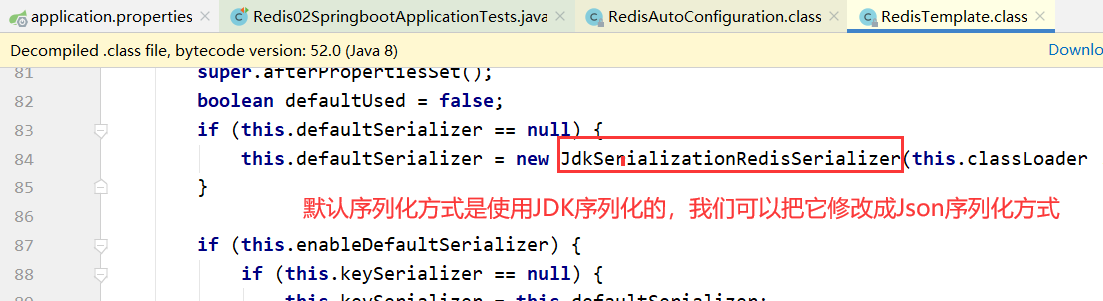 application.properties Redis02SpringbootApplicationTests.java RedisAutoConfiguration.class RedisTemplate.class
Decompiled .class file, bytecode version: 52.0 (Java 8) Downlo
81 super.afterPropertiesSet();
82 boolean defaultUsed = false;
83 if (this.defaultSerializer == null) {
84 this.defaultSerializer = new JdkSerializationRedisSerializer(this.classLoader
85 }
86 默认序列化方式是使用JDK序列化的，我们可以把它修改成Json序列化方式
87 if (this.enableDefaultSerializer) {
88 if (this.keySerializer == null) {
89 this.keySerializer = this.defaultSerializer;